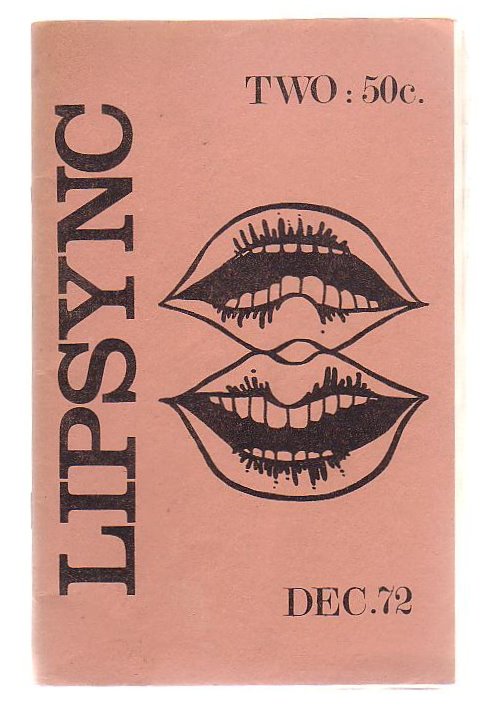 TWO : 50c.
LIPSYNC
DEC.72